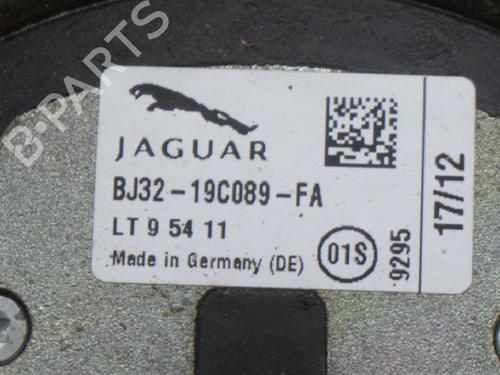 B-PARTS
JAGUAR
BJ32-19C089-FA
LT 9 54 11
Made in Germany (DE)
01S
9295
17/12